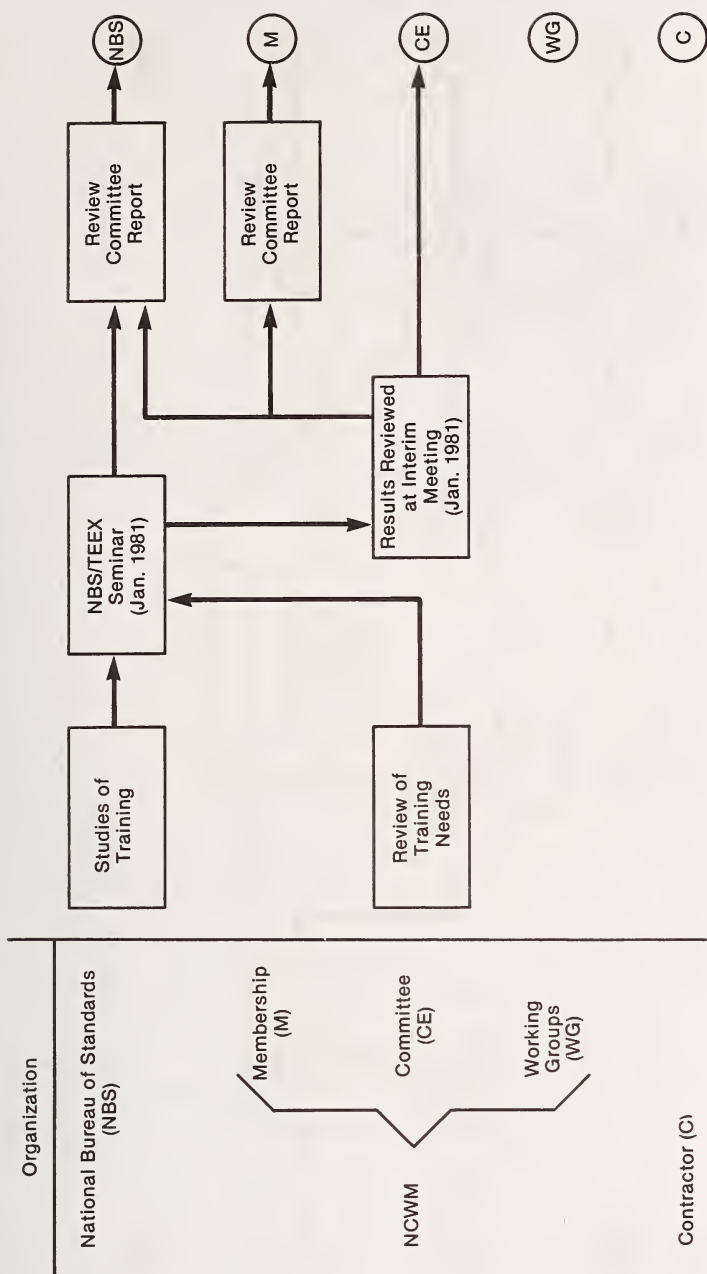 Organization
National Bureau of Standards
(NBS)
Studies of
Training
NBS/TEEX
Seminar
(Jan. 1981)
Review
Committee
Report
NBS
NCWM
Membership
(M)
Review
Committee
Report
M
Committee
(CE)
Review of
Training
Needs
Results Reviewed
at Interim
Meeting
(Jan. 1981)
CE
Working
Groups
(WG)
WG
Contractor (C)
C